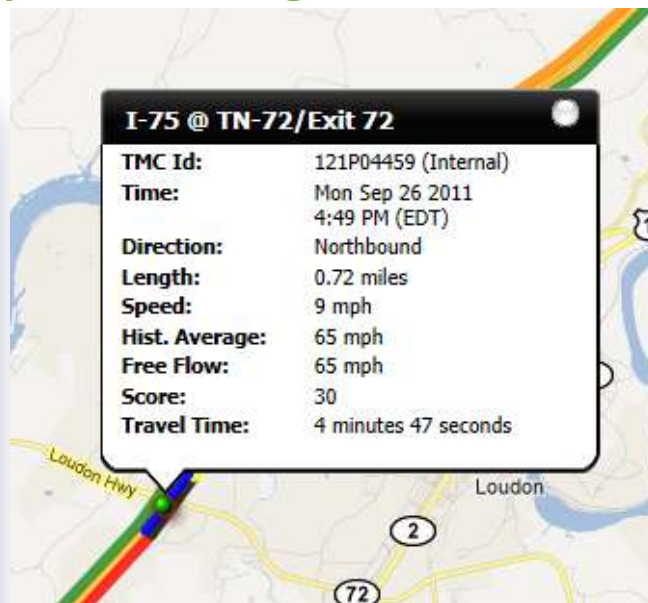 I-75 @ TN-72/Exit 72
TMC Id: 121P04459 (Internal)
Time: Mon Sep 26 2011
4:49 PM (EDT)
Direction: Northbound
Length: 0.72 miles
Speed: 9 mph
Hist. Average: 65 mph
Free Flow: 65 mph
Score: 30
Travel Time: 4 minutes 47 seconds
Loudon Hwy
Loudon
2
72